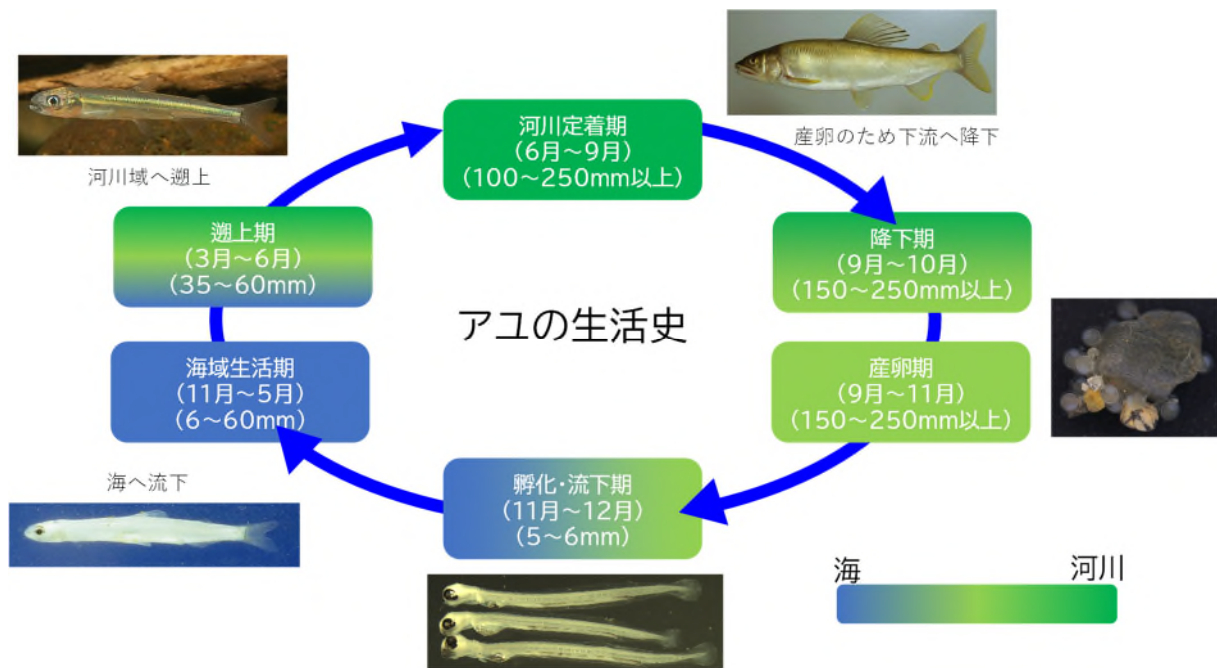 アユの生活史
河川定着期
(6月～9月)
(100～250mm以上)
産卵のため下流へ降下
降下期
(9月～10月)
(150～250mm以上)
産卵期
(9月～11月)
(150～250mm以上)
孵化・流下期
(11月～12月)
(5～6mm)
海へ流下
海域生活期
(11月～5月)
(6～60mm)
遡上期
(3月～6月)
(35～60mm)
河川域へ遡上
海
河川